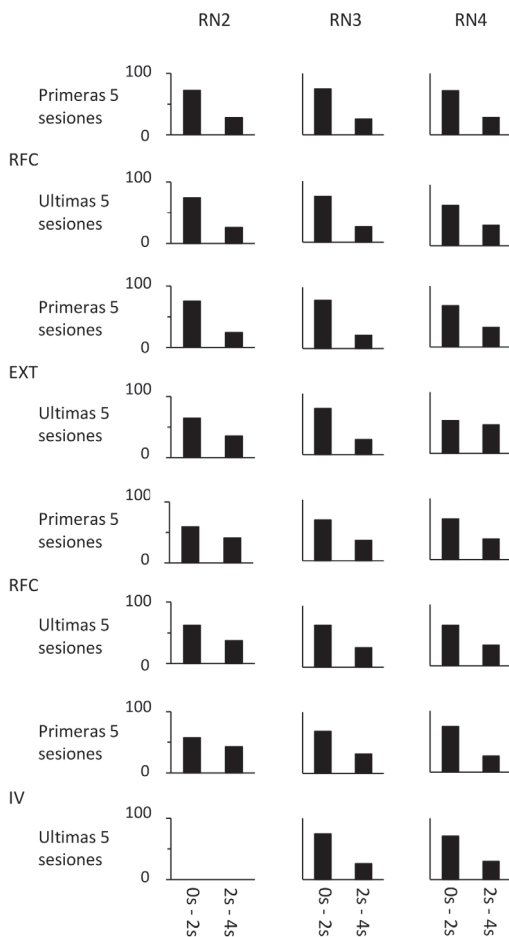 RN2 RN3 RN4
Primeras 5
sesiones
100
0
RFC
Ultimas 5
sesiones
100
0
Primeras 5
sesiones
100
0
EXT
Ultimas 5
sesiones
100
0
Primeras 5
sesiones
100
0
RFC
Ultimas 5
sesiones
100
0
Primeras 5
sesiones
100
0
IV
Ultimas 5
sesiones
100
0
0s - 2s 2s - 4s 0s - 2s 2s - 4s 0s - 2s 2s - 4s